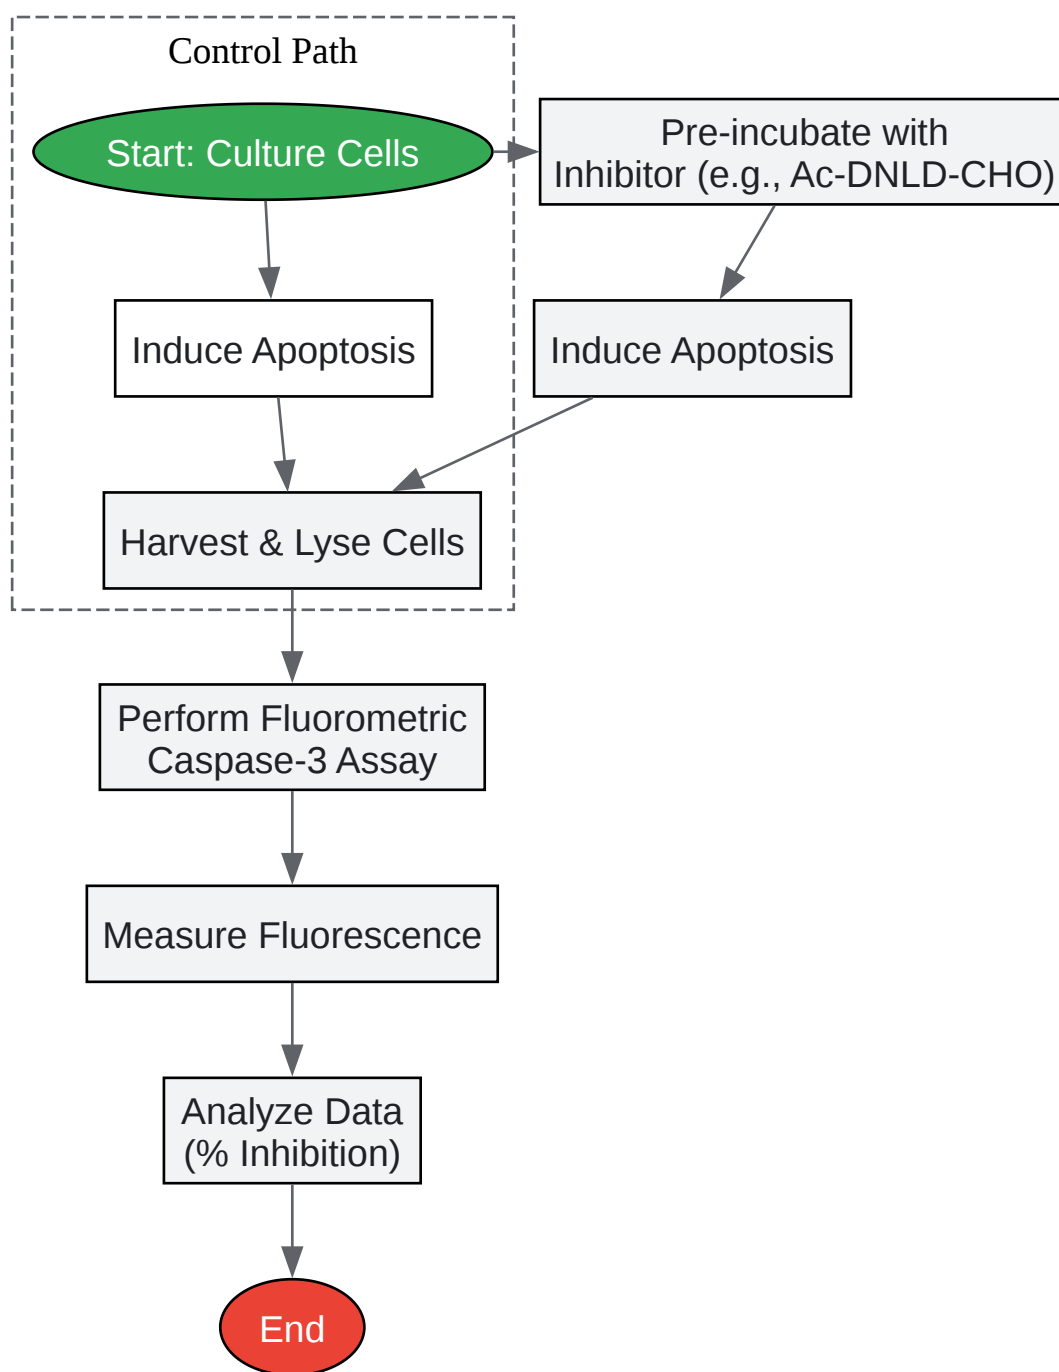 Control Path
Start: Culture Cells
Pre-incubate with
Inhibitor (e.g., Ac-DNLD-CHO)
Induce Apoptosis
Induce Apoptosis
Harvest & Lyse Cells
Perform Fluorometric
Caspase-3 Assay
Measure Fluorescence
Analyze Data
(% Inhibition)
End